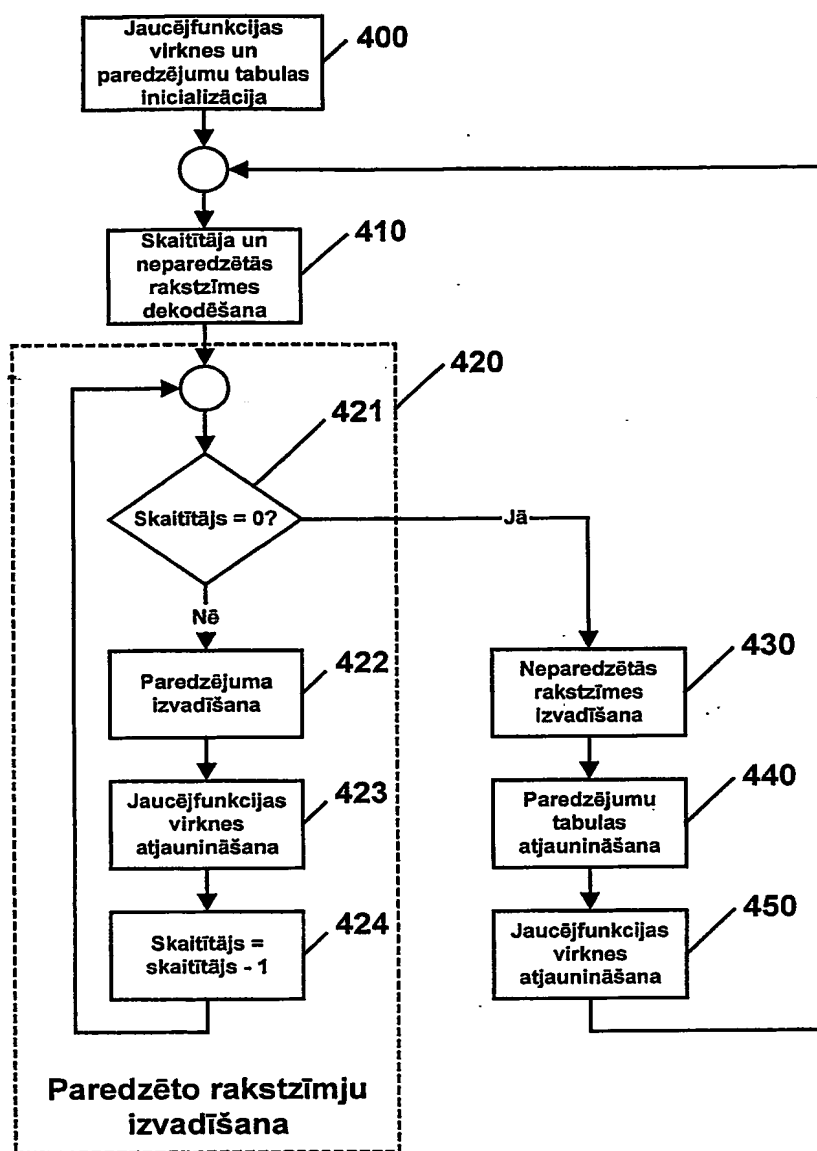 Jaucējfunkcijas
virknes un
paredzējumu tabulas
inicializācija
400
Skaitītāja un
neparedzētās
rakstzīmes
dekodēšana
410
420
421
Skaitītājs = 0?
Jā
Nē
Paredzējuma
izvadīšana
422
Jaucējfunkcijas
virknes
atjaunināšana
423
Skaitītājs =
skaitītājs - 1
424
Paredzēto rakstzīmju
izvadīšana
Neparedzētās
rakstzīmes
izvadīšana
430
Paredzējumu
tabulas
atjaunināšana
440
Jaucējfunkcijas
virknes
atjaunināšana
450